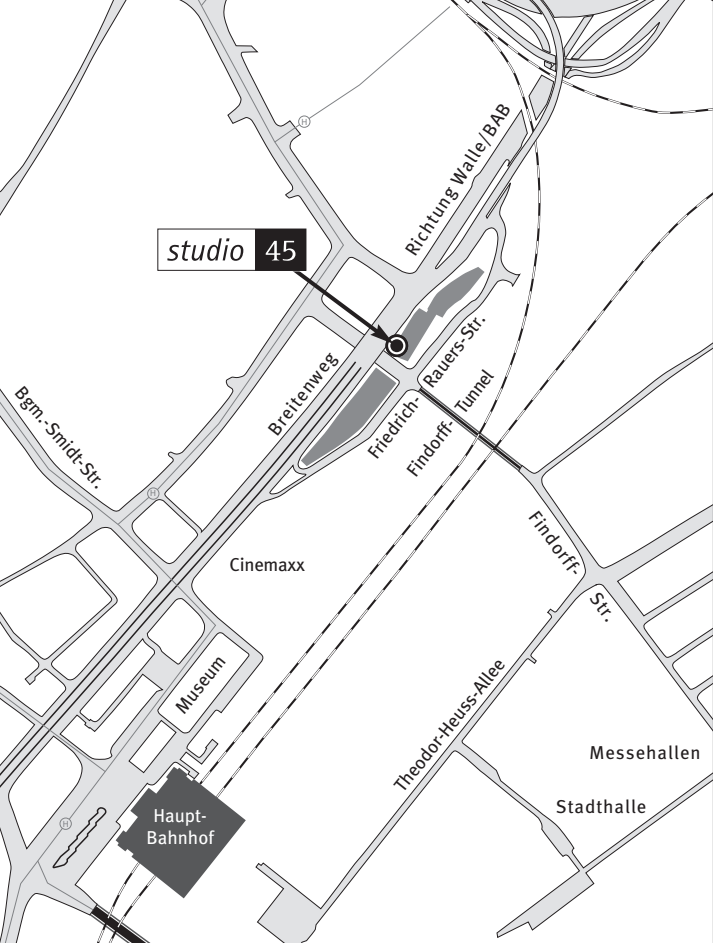 H
Richtung Walle/BAB
studio 45
Breitenweg
Friedrich-
Rauers-Str.
Findorff-
Tunnel
Bgm.-Smidt-Str.
H
Findorff-
Str.
Cinemaxx
Museum
Theodor-Heuss-Allee
Messehallen
Stadthalle
Haupt-
Bahnhof
H